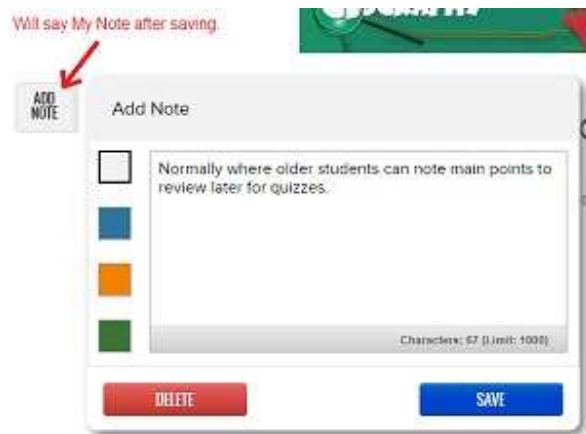 Will say My Note after saving.
ADD
NOTE
Add Note
Normally where older students can note main points to
review later for quizzes.
Characters: 67 (Limit: 1000)
DELETE
SAVE